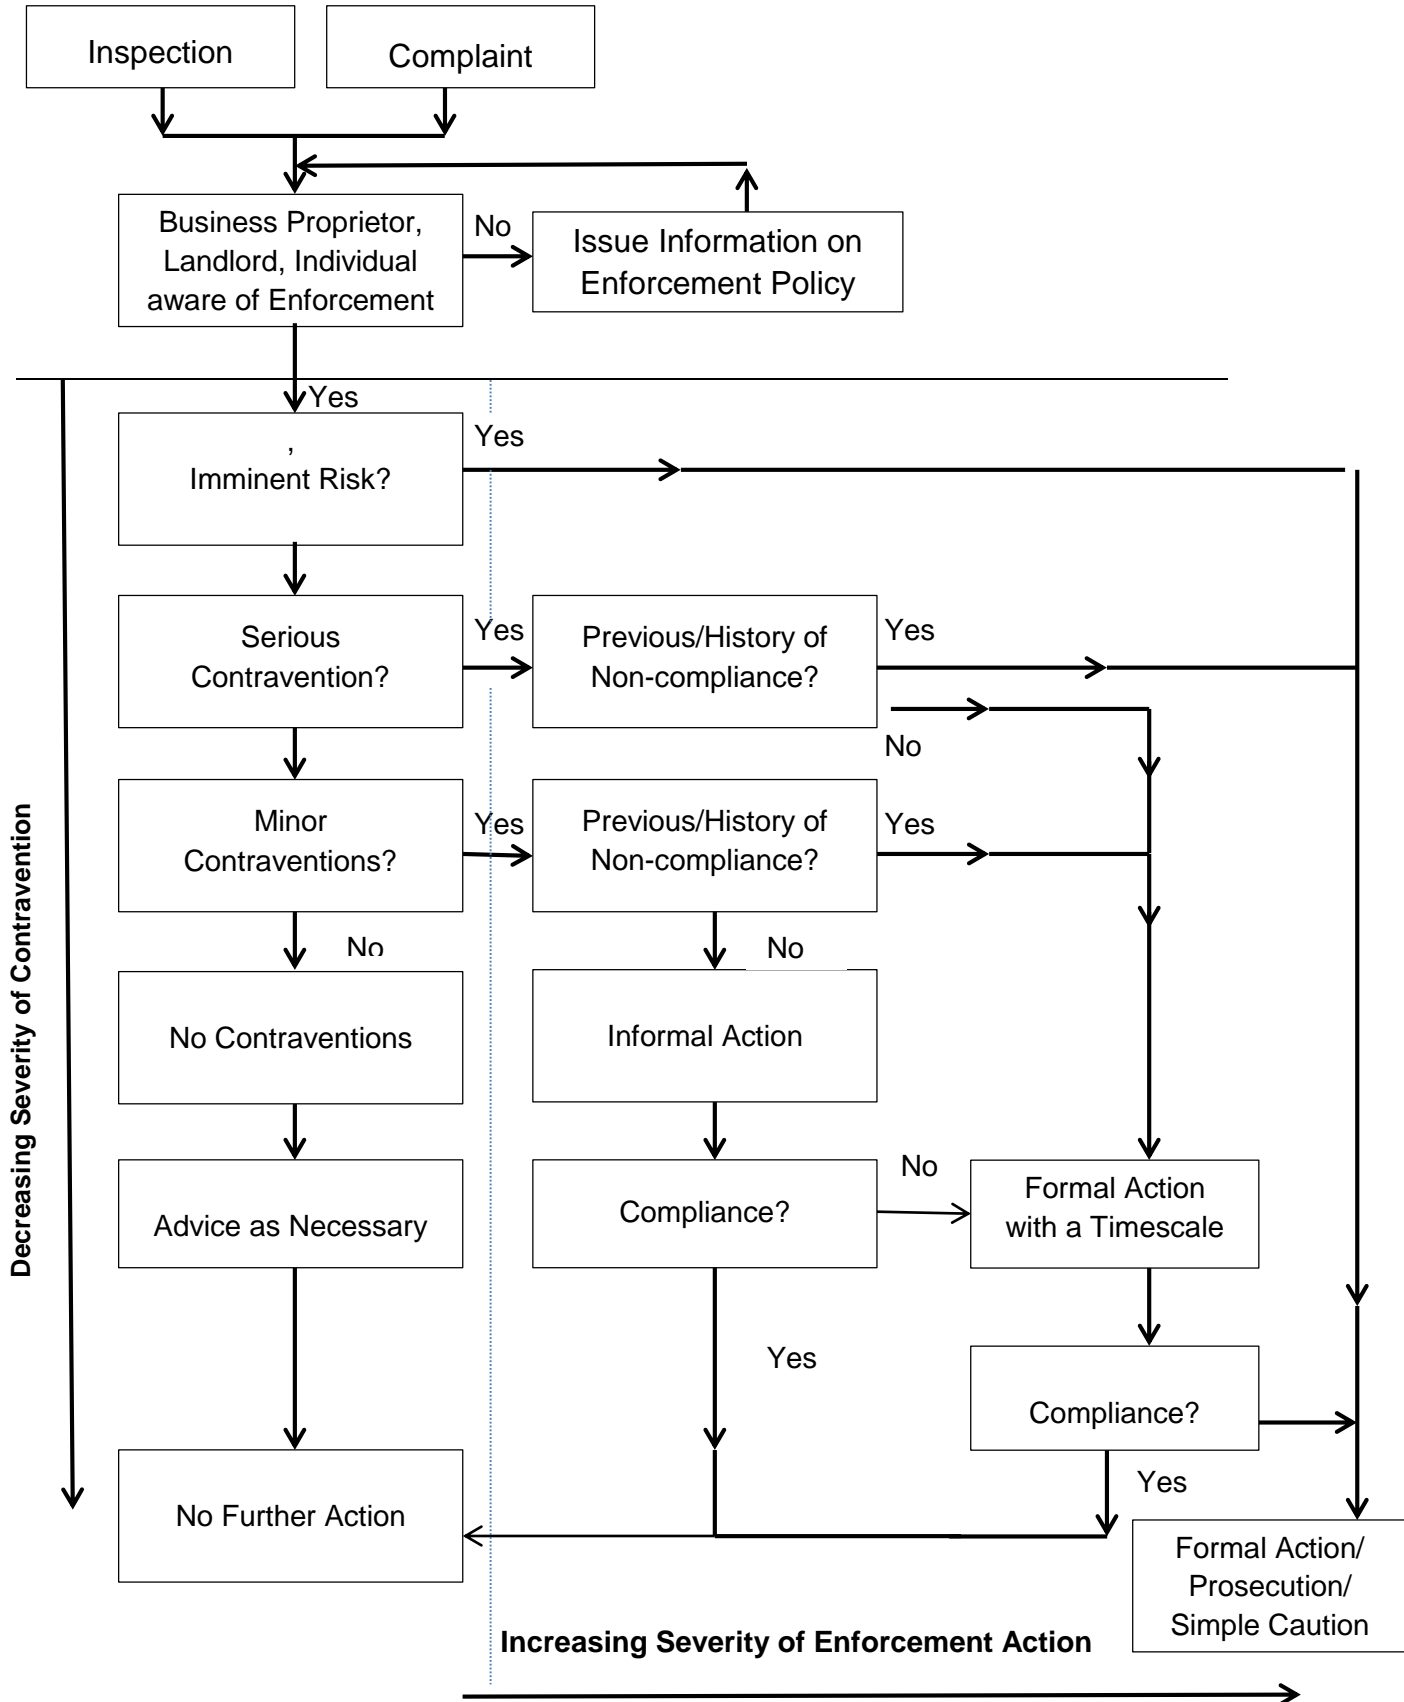 Inspection
Complaint
Business Proprietor,
Landlord, Individual
aware of Enforcement
No
Issue Information on
Enforcement Policy
Yes
,
Imminent Risk?
Yes
Serious
Contravention?
Yes
Previous/History of
Non-compliance?
Yes
No
Minor
Contraventions?
Yes
Previous/History of
Non-compliance?
Yes
No
No
No Contraventions
Informal Action
Advice as Necessary
Compliance?
No
Formal Action
with a Timescale
Yes
Compliance?
Yes
No Further Action
Formal Action/
Prosecution/
Simple Caution
Decreasing Severity of Contravention
Increasing Severity of Enforcement Action